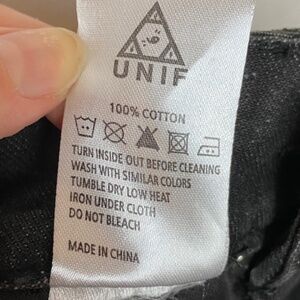 UNIF
100% COTTON
TURN INSIDE OUT BEFORE CLEANING
WASH WITH SIMILAR COLORS
TUMBLE DRY LOW HEAT
IRON UNDER CLOTH
DO NOT BLEACH
MADE IN CHINA